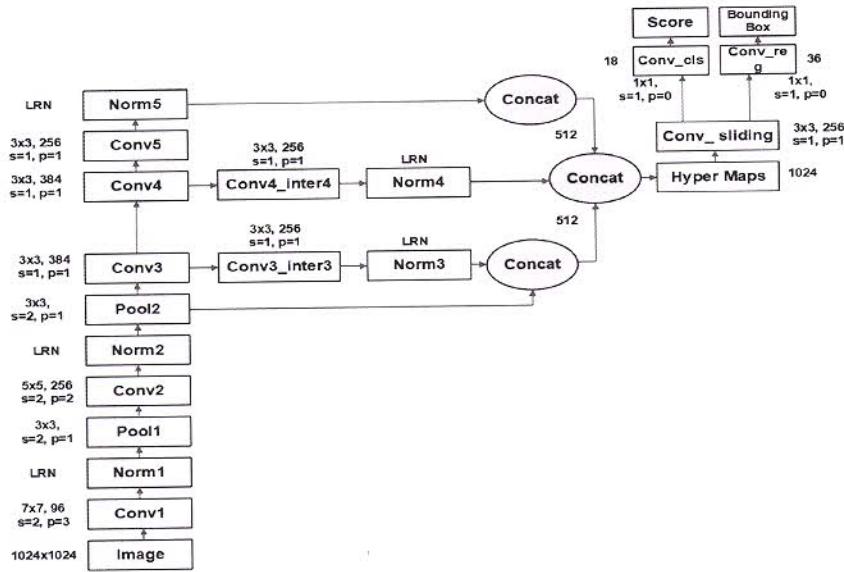 Score
Bounding
Box
18
Conv_cls
Conv_re
g
36
1x1,
s=1, p=0
1x1,
s=1, p=0
LRN
Norm5
Concat
512
3x3, 256
s=1, p=1
Conv5
Conv_ sliding
3x3, 256
s=1, p=1
3x3, 384
s=1, p=1
Conv4
3x3, 256
s=1, p=1
Conv4_inter4
LRN
Norm4
Concat
Hyper Maps
1024
512
3x3, 384
s=1, p=1
Conv3
3x3, 256
s=1, p=1
Conv3_inter3
LRN
Norm3
Concat
3x3,
s=2, p=1
Pool2
LRN
Norm2
5x5, 256
s=2, p=2
Conv2
3x3,
s=2, p=1
Pool1
LRN
Norm1
7x7, 96
s=2, p=3
Conv1
1024x1024
Image